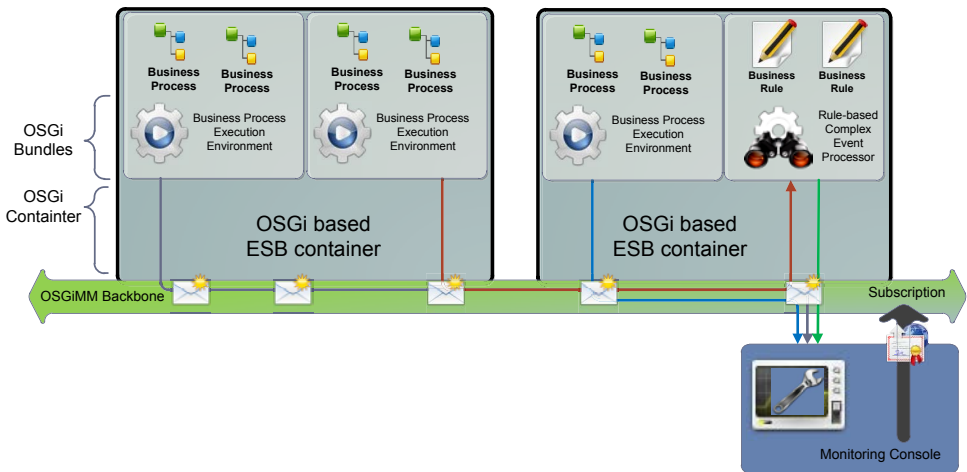 Business
Process
Business
Process
Business
Process
Business
Process
Business
Process
Business
Process
Business
Rule
Business
Rule
Business Process
Execution
Environment
Business Process
Execution
Environment
Business Process
Execution
Environment
Rule-based
Complex
Event
Processor
OSGi
Bundles
OSGi
Containter
OSGi based
ESB container
OSGi based
ESB container
OSGiMM Backbone
Subscription
Monitoring Console